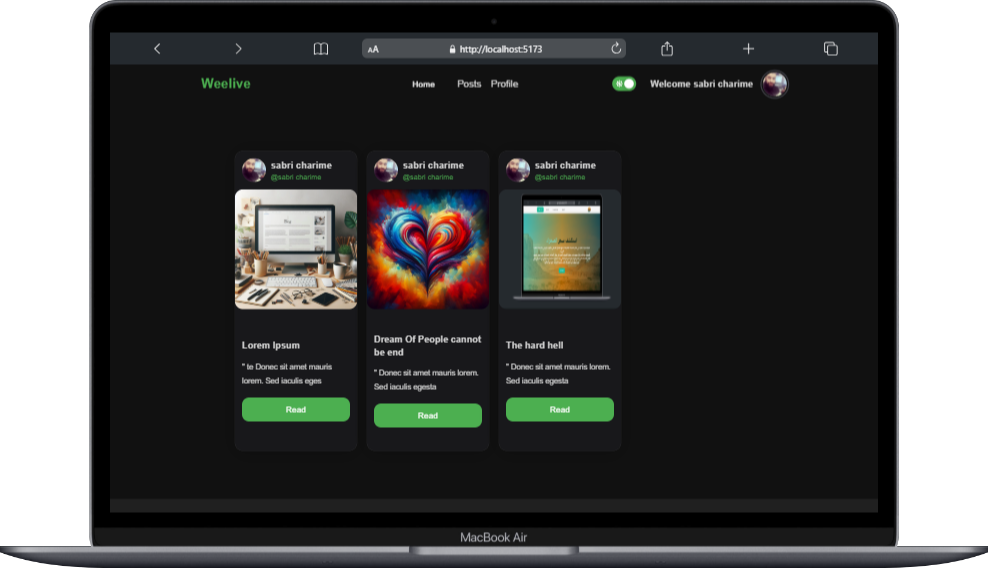 AA http://localhost:5173
Weelive Home Posts Profile Welcome sabri charime
sabri charime
@sabri charime
Lorem Ipsum
" te Donec sit amet mauris
lorem. Sed iaculis eges
Read
sabri charime
@sabri charime
Dream Of People cannot
be end
" Donec sit amet mauris lorem.
Sed iaculis egesta
Read
sabri charime
@sabri charime
The hard hell
" Donec sit amet mauris lorem.
Sed iaculis egesta
Read
MacBook Air